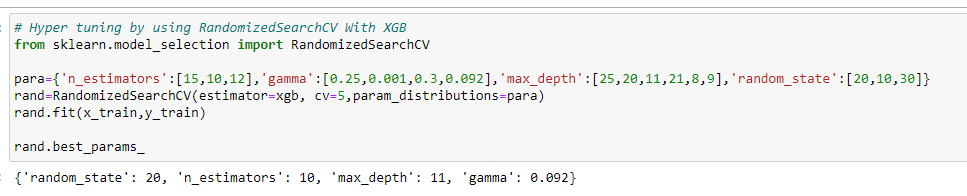 # Hyper tuning by using RandomizedSearchCV With XGB
from sklearn.model_selection import RandomizedSearchCV
para={'n_estimators':[15,10,12],'gamma':[0.25,0.001,0.3,0.092],'max_depth':[25,20,11,21,8,9],'random_state':[20,10,30]}
rand=RandomizedSearchCV(estimator=xgb, cv=5,param_distributions=para)
rand.fit(x_train,y_train)
rand.best_params_
{'random_state': 20, 'n_estimators': 10, 'max_depth': 11, 'gamma': 0.092}